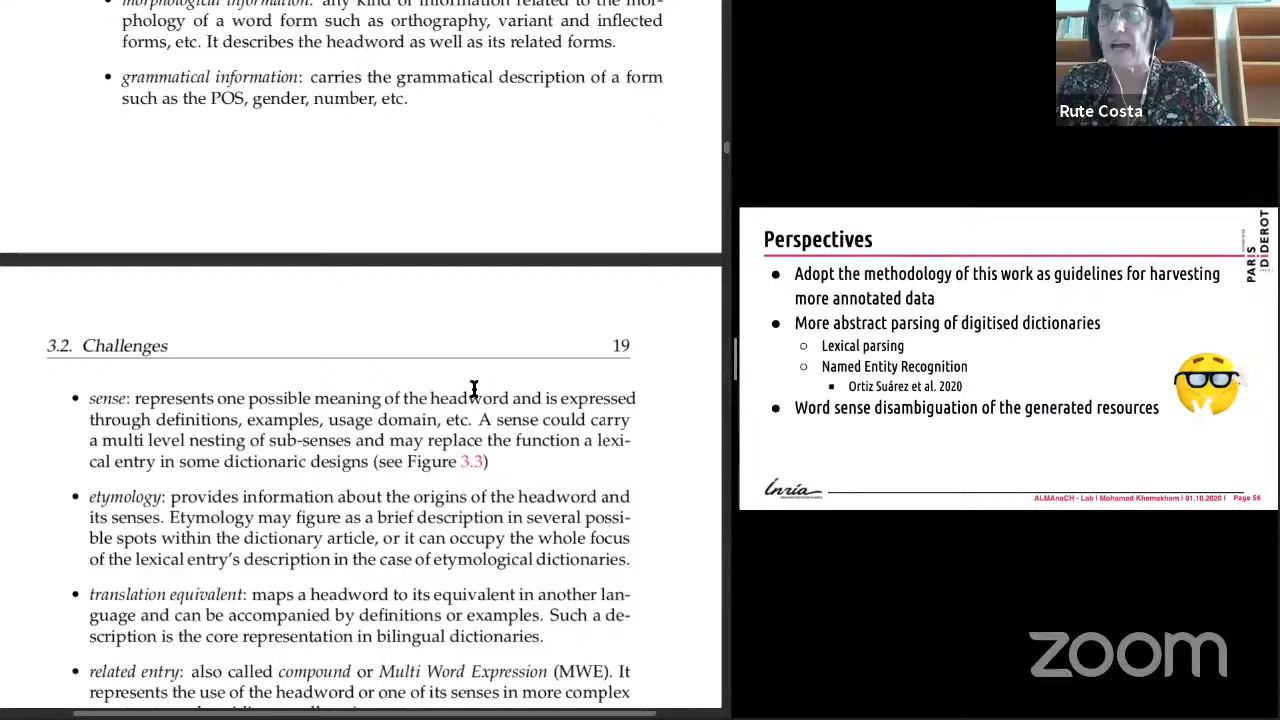 morphological information: any kind of information related to the mor-
phology of a word form such as orthography, variant and inflected
forms, etc. It describes the headword as well as its related forms.
• grammatical information: carries the grammatical description of a form
such as the POS, gender, number, etc.
3.2. Challenges 19
• sense: represents one possible meaning of the headword and is expressed
through definitions, examples, usage domain, etc. A sense could carry
a multi level nesting of sub-senses and may replace the function a lexi-
cal entry in some dictionaric designs (see Figure 3.3)
• etymology: provides information about the origins of the headword and
its senses. Etymology may figure as a brief description in several possi-
ble spots within the dictionary article, or it can occupy the whole focus
of the lexical entry's description in the case of etymological dictionaries.
• translation equivalent: maps a headword to its equivalent in another lan-
guage and can be accompanied by definitions or examples. Such a de-
scription is the core representation in bilingual dictionaries.
• related entry: also called compound or Multi Word Expression (MWE). It
represents the use of the headword or one of its senses in more complex
Rute Costa
Perspectives
PARIS
DIDEROT
● Adopt the methodology of this work as guidelines for harvesting
more annotated data
● More abstract parsing of digitised dictionaries
○ Lexical parsing
○ Named Entity Recognition
■ Ortiz Suárez et al. 2020
● Word sense disambiguation of the generated resources
Inria
ALMAnaCH - Lab | Mohamed Khemakhem | 01.10.2020 | Page 56
zoom